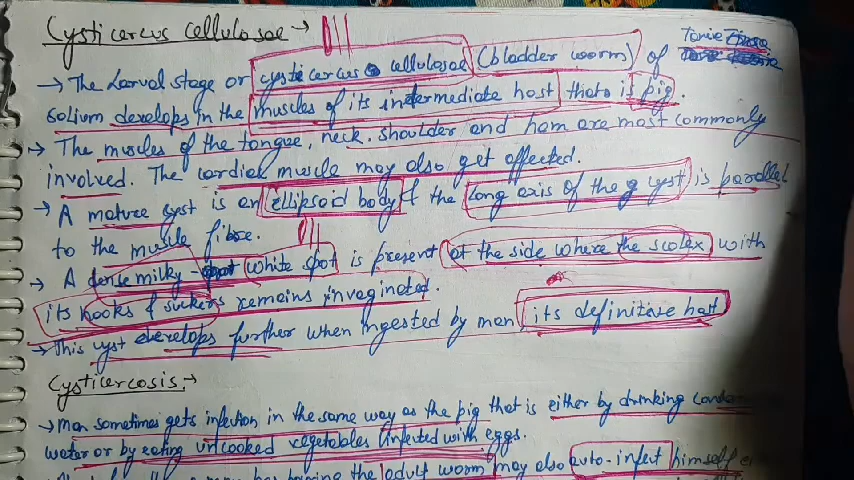 Cysticercus cellulosae →
→ The Larval stage or cysticercus cellulosae (bladder worm) of Tanie
solium develops in the muscles of its intermediate host thats is pig.
→ The muscles of the tongue, neck, shoulder and ham are most commonly
involved. The cardiac muscle may also get affected.
→ A mature cyst is an ellipsoid body & the long axis of the cyst is parallel
to the muscle fibre.
→ A dense milky - white spot is present at the side where the scolex with
its hooks & suckers remains invaginated.
→ This cyst develops further when ingested by man, its definitive host
Cysticercosis →
→ Man sometimes gets infection in the same way as the pig that is either by drinking
water or by eating uncooked vegetables infected with eggs.
the adult worm may also auto-infect himself